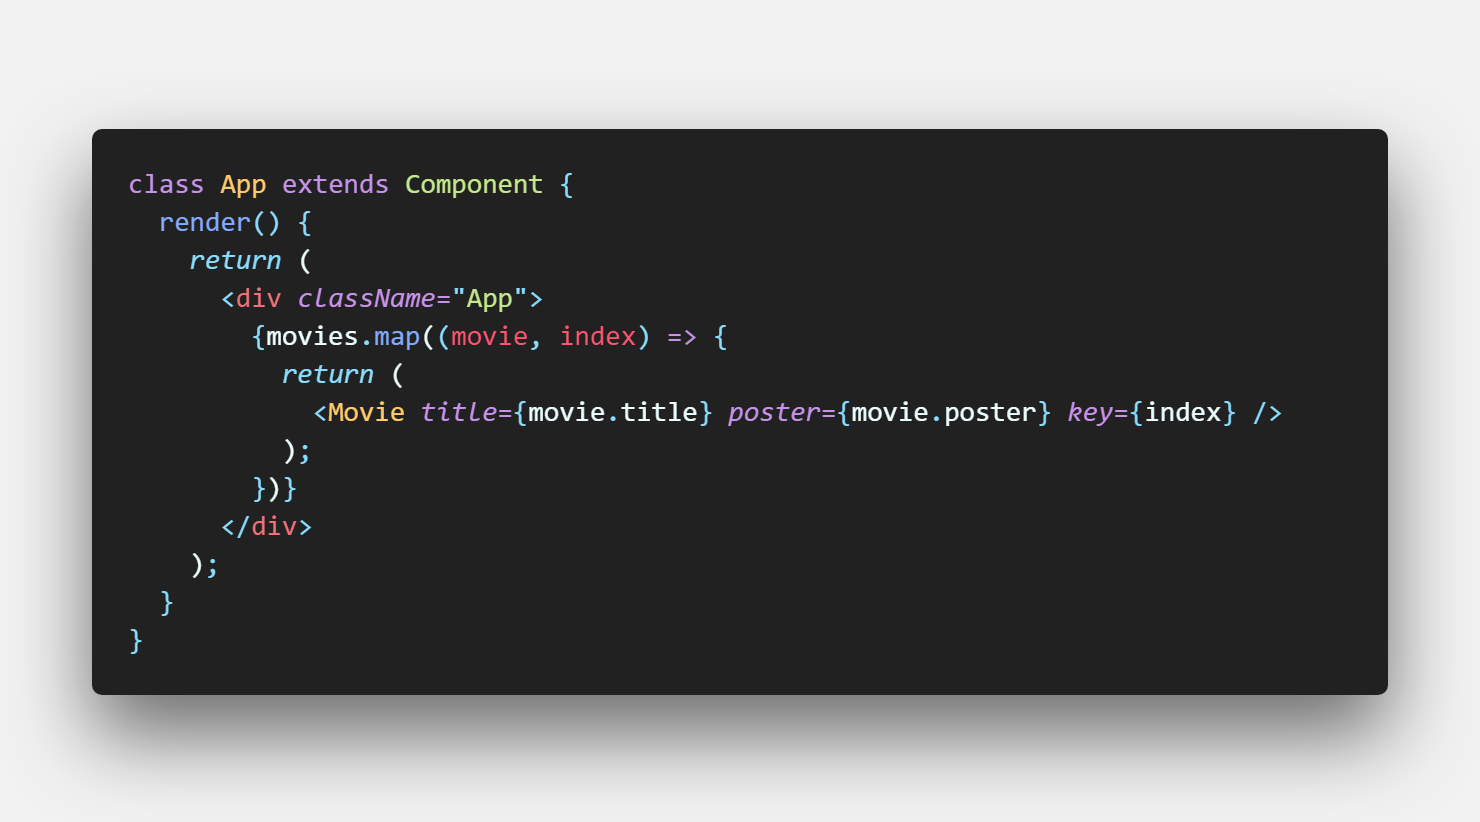 class App extends Component {
  render() {
    return (
      <div className="App">
        {movies.map((movie, index) => {
          return (
            <Movie title={movie.title} poster={movie.poster} key={index} />
          );
        })}
      </div>
    );
  }
}